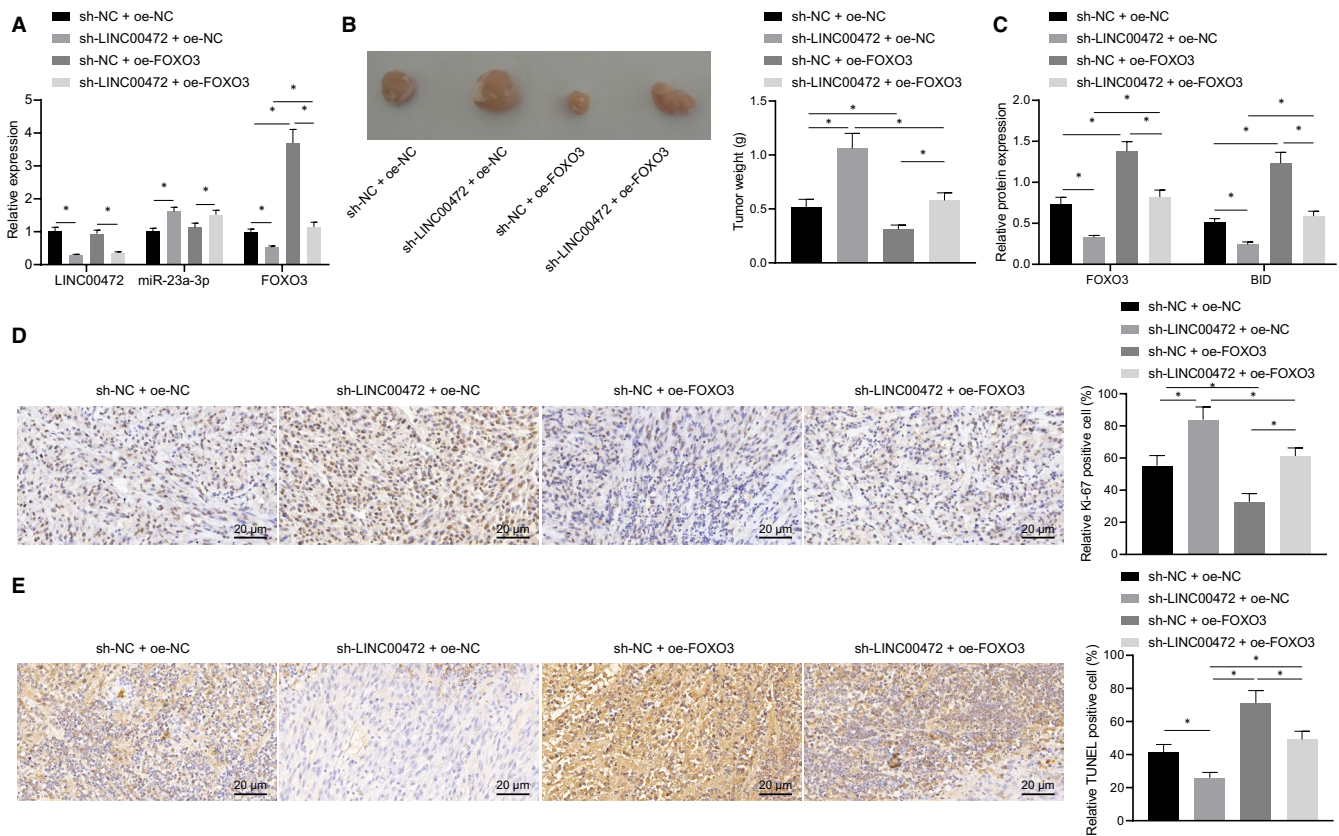 A
sh-NC + oe-NC
sh-LINC00472 + oe-NC
sh-NC + oe-FOXO3
sh-LINC00472 + oe-FOXO3
Relative expression
5
4
3
2
1
0
* * * * * * * *
LINC00472 miR-23a-3p FOXO3
B
sh-NC + oe-NC
sh-LINC00472 + oe-NC
sh-NC + oe-FOXO3
sh-LINC00472 + oe-FOXO3
sh-NC + oe-NC
sh-LINC00472 + oe-NC
sh-NC + oe-FOXO3
sh-LINC00472 + oe-FOXO3
Tumor weight (g)
1.5
1.0
0.5
0.0
* * * *
C
sh-NC + oe-NC
sh-LINC00472 + oe-NC
sh-NC + oe-FOXO3
sh-LINC00472 + oe-FOXO3
Relative protein expression
2.0
1.5
1.0
0.5
0.0
* * * * * * * *
FOXO3 BID
D
sh-NC + oe-NC sh-LINC00472 + oe-NC sh-NC + oe-FOXO3 sh-LINC00472 + oe-FOXO3
20 µm 20 µm 20 µm 20 µm
sh-NC + oe-NC
sh-LINC00472 + oe-NC
sh-NC + oe-FOXO3
sh-LINC00472 + oe-FOXO3
Relative Ki-67 positive cell (%)
100
80
60
40
20
0
* * * *
E
sh-NC + oe-NC sh-LINC00472 + oe-NC sh-NC + oe-FOXO3 sh-LINC00472 + oe-FOXO3
20 µm 20 µm 20 µm 20 µm
sh-NC + oe-NC
sh-LINC00472 + oe-NC
sh-NC + oe-FOXO3
sh-LINC00472 + oe-FOXO3
Relative TUNEL positive cell (%)
100
80
60
40
20
0
* * * *